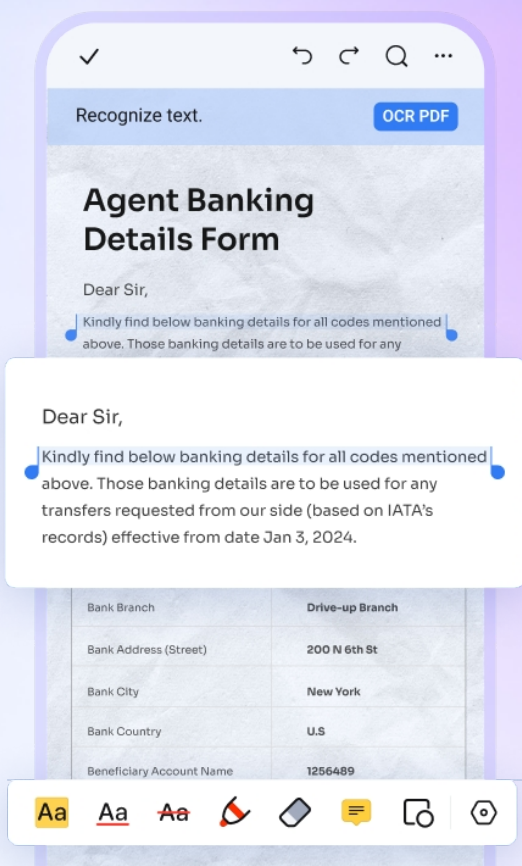 Recognize text.
OCR PDF
Agent Banking
Details Form
Dear Sir,
Kindly find below banking details for all codes mentioned
above. Those banking details are to be used for any
Dear Sir,
Kindly find below banking details for all codes mentioned
above. Those banking details are to be used for any
transfers requested from our side (based on IATA's
records) effective from date Jan 3, 2024.
Bank Branch Drive-up Branch
Bank Address (Street) 200 N 6th St
Bank City New York
Bank Country U.S
Beneficiary Account Name 1256489
Aa Aa Aa